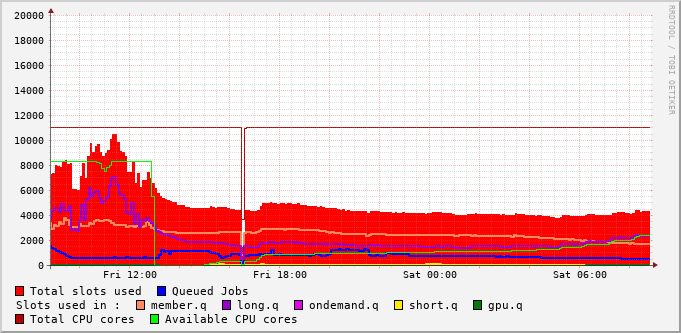 20000
18000
16000
14000
12000
10000
8000
6000
4000
2000
0
Fri 12:00 Fri 18:00 Sat 00:00 Sat 06:00
RRDTOOL / TOBI OETIKER
Total slots used Queued Jobs
Slots used in : member.q long.q ondemand.q short.q gpu.q
Total CPU cores Available CPU cores